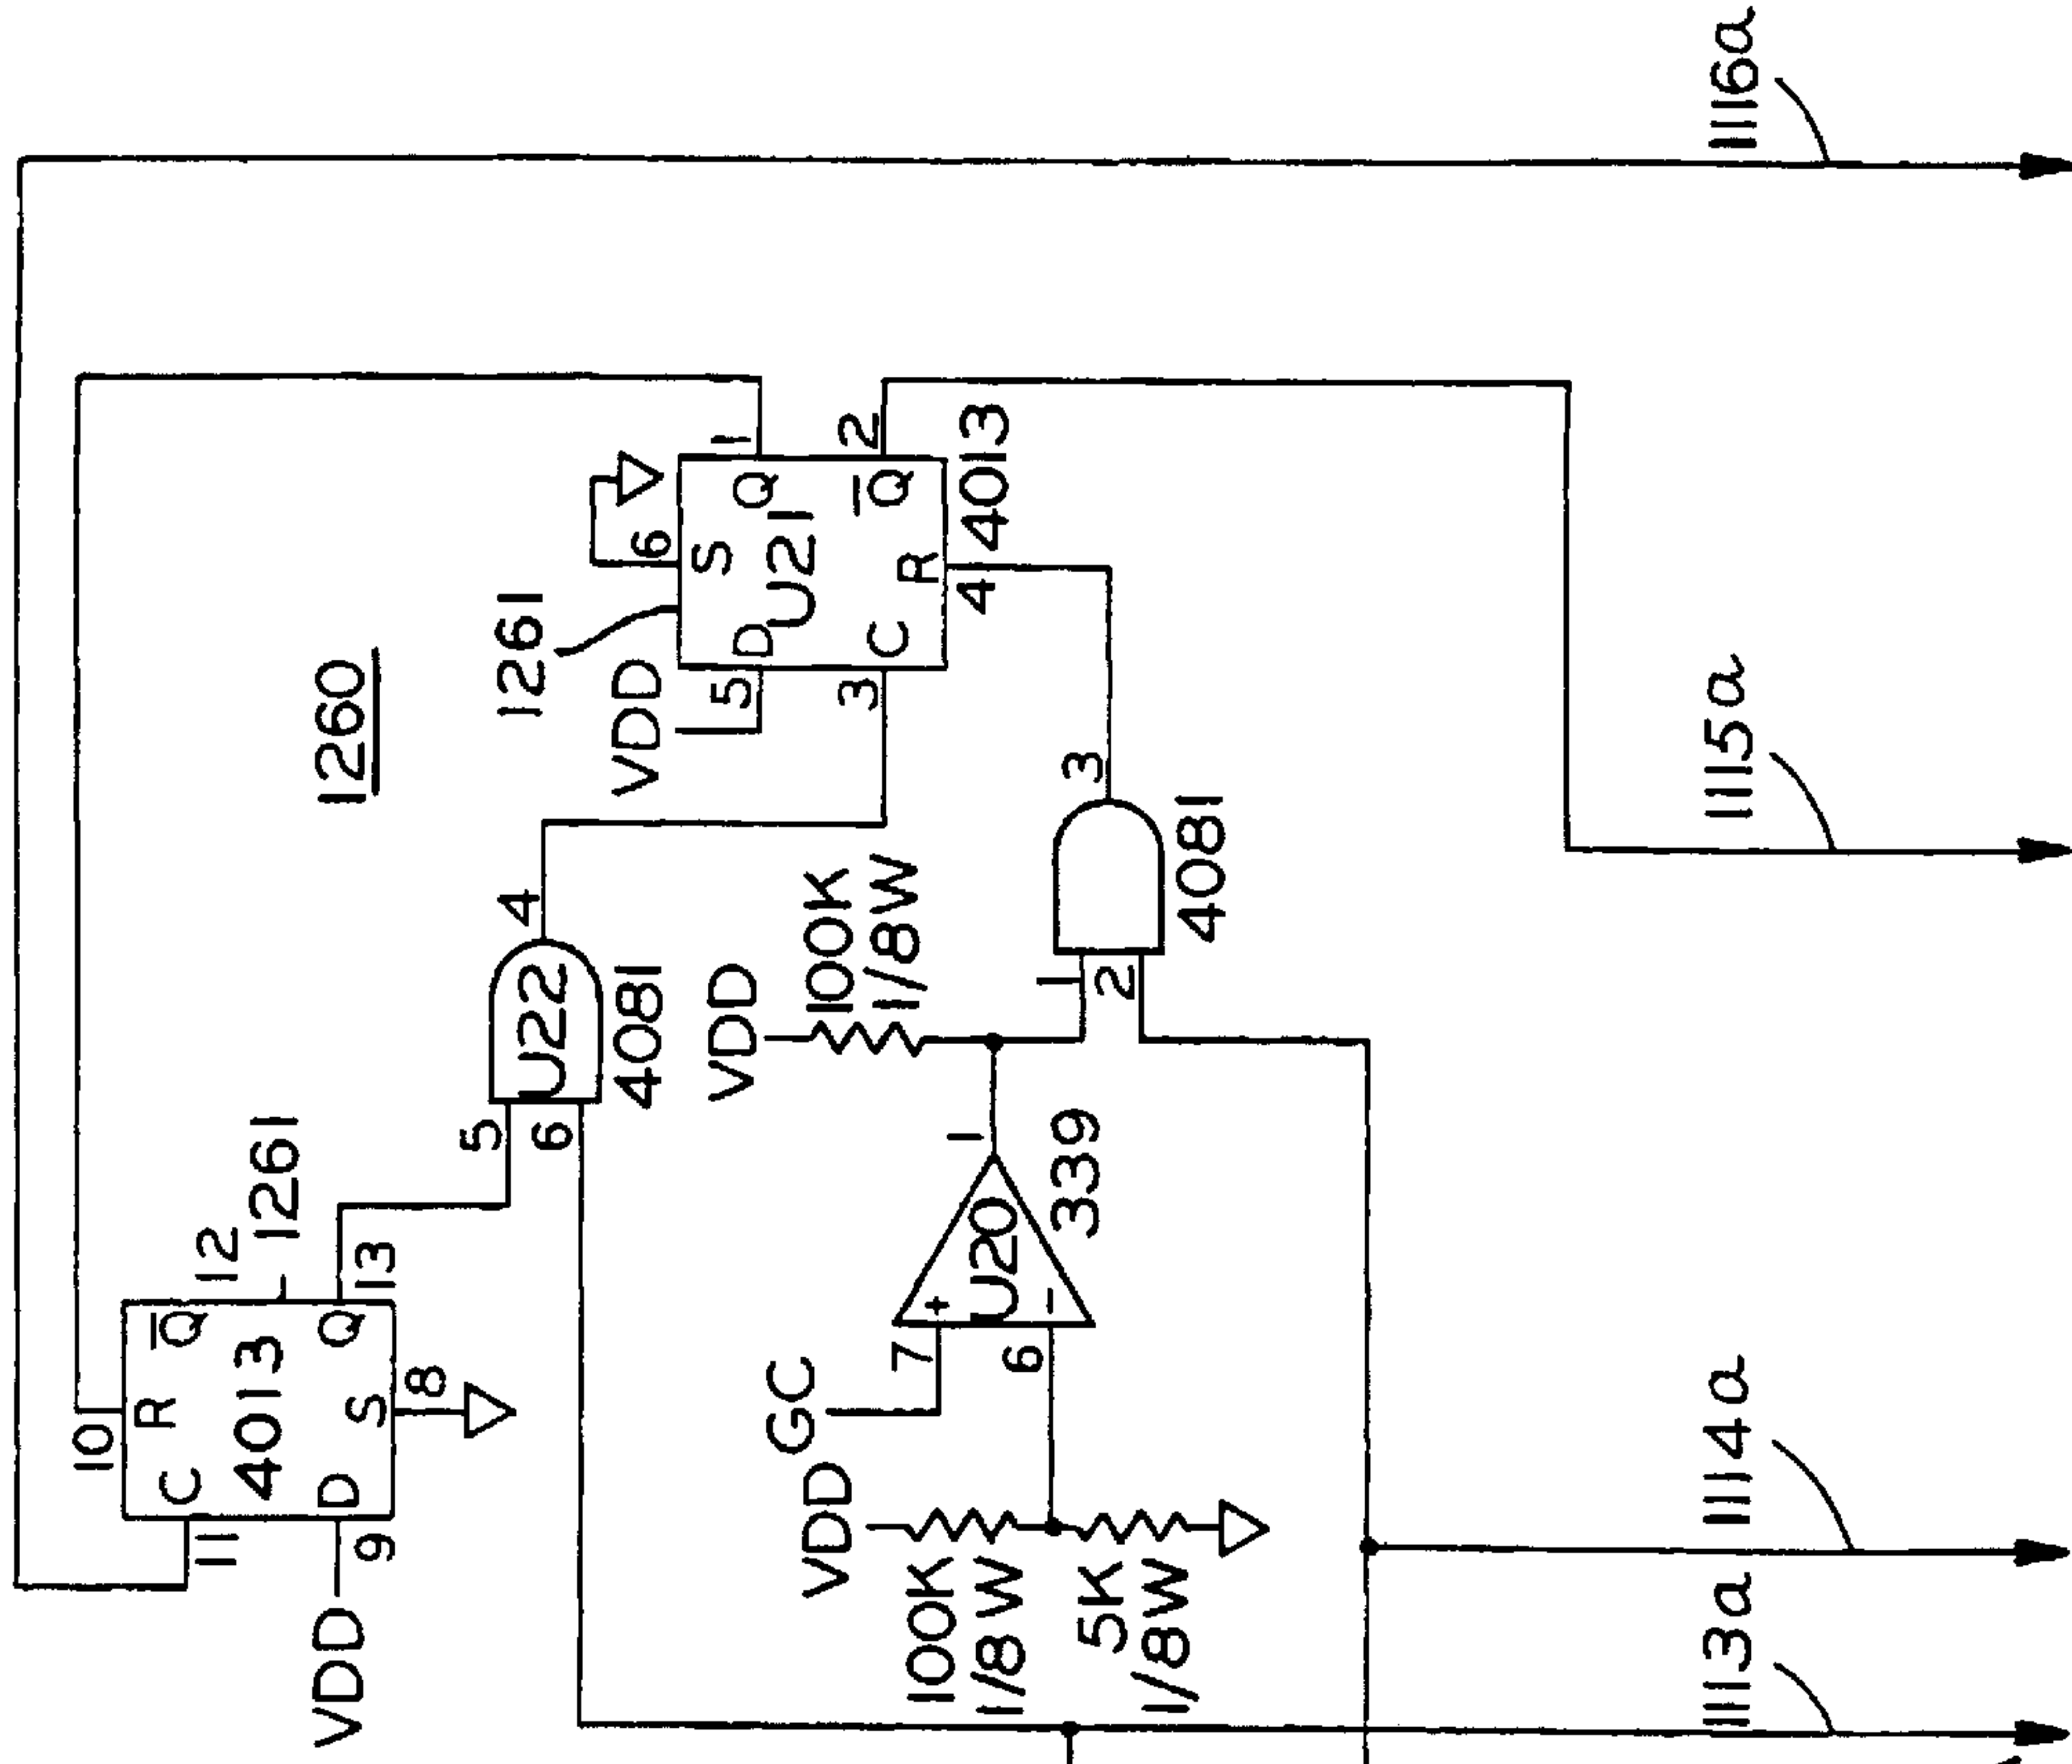 1260
10
R
C
4013
Q̅
12
1261
11
D
Q
13
9
S
8
VDD
5
6
U22
4081
4
1261
VDD
5
3
D
C
U21
S
6
Q
1
Q̅
2
R
4
4013
VDD
100K
1/8W
GC
7
6
+
−
U20
339
1
VDD
100K
1/8W
5K
1/8W
1
2
3
4081
1113a
1114a
1115a
1116a